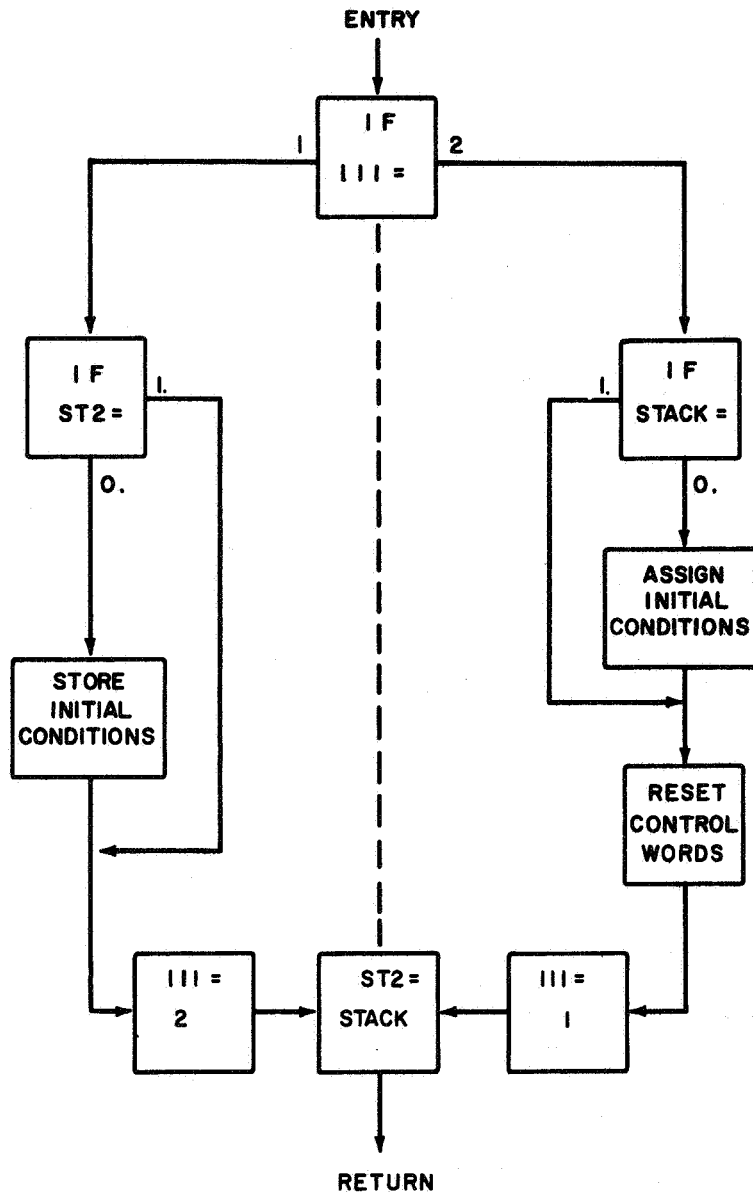 ENTRY
IF
III =
1
2
IF
ST2 =
1.
0.
IF
STACK =
1.
0.
ASSIGN
INITIAL
CONDITIONS
STORE
INITIAL
CONDITIONS
RESET
CONTROL
WORDS
III =
2
ST2 =
STACK
III =
1
RETURN